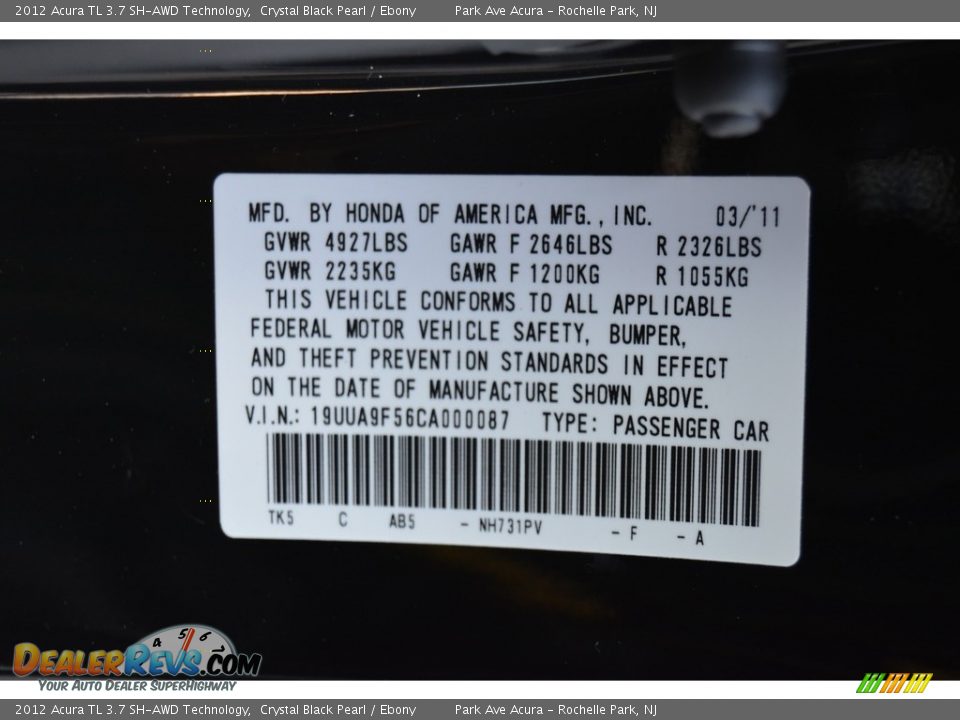 2012 Acura TL 3.7 SH-AWD Technology,  Crystal Black Pearl / Ebony  Park Ave Acura - Rochelle Park, NJ
MFD. BY HONDA OF AMERICA MFG., INC.  03/'11
GVWR 4927LBS  GAWR F 2646LBS  R 2326LBS
GVWR 2235KG  GAWR F 1200KG  R 1055KG
THIS VEHICLE CONFORMS TO ALL APPLICABLE
FEDERAL MOTOR VEHICLE SAFETY, BUMPER,
AND THEFT PREVENTION STANDARDS IN EFFECT
ON THE DATE OF MANUFACTURE SHOWN ABOVE.
V.I.N.: 19UUA9F56CA000087  TYPE: PASSENGER CAR
TK5  C  AB5  - NH731PV  - F  - A
4 5 6
DEALERREVS.COM
YOUR AUTO DEALER SUPERHIGHWAY
2012 Acura TL 3.7 SH-AWD Technology,  Crystal Black Pearl / Ebony  Park Ave Acura - Rochelle Park, NJ